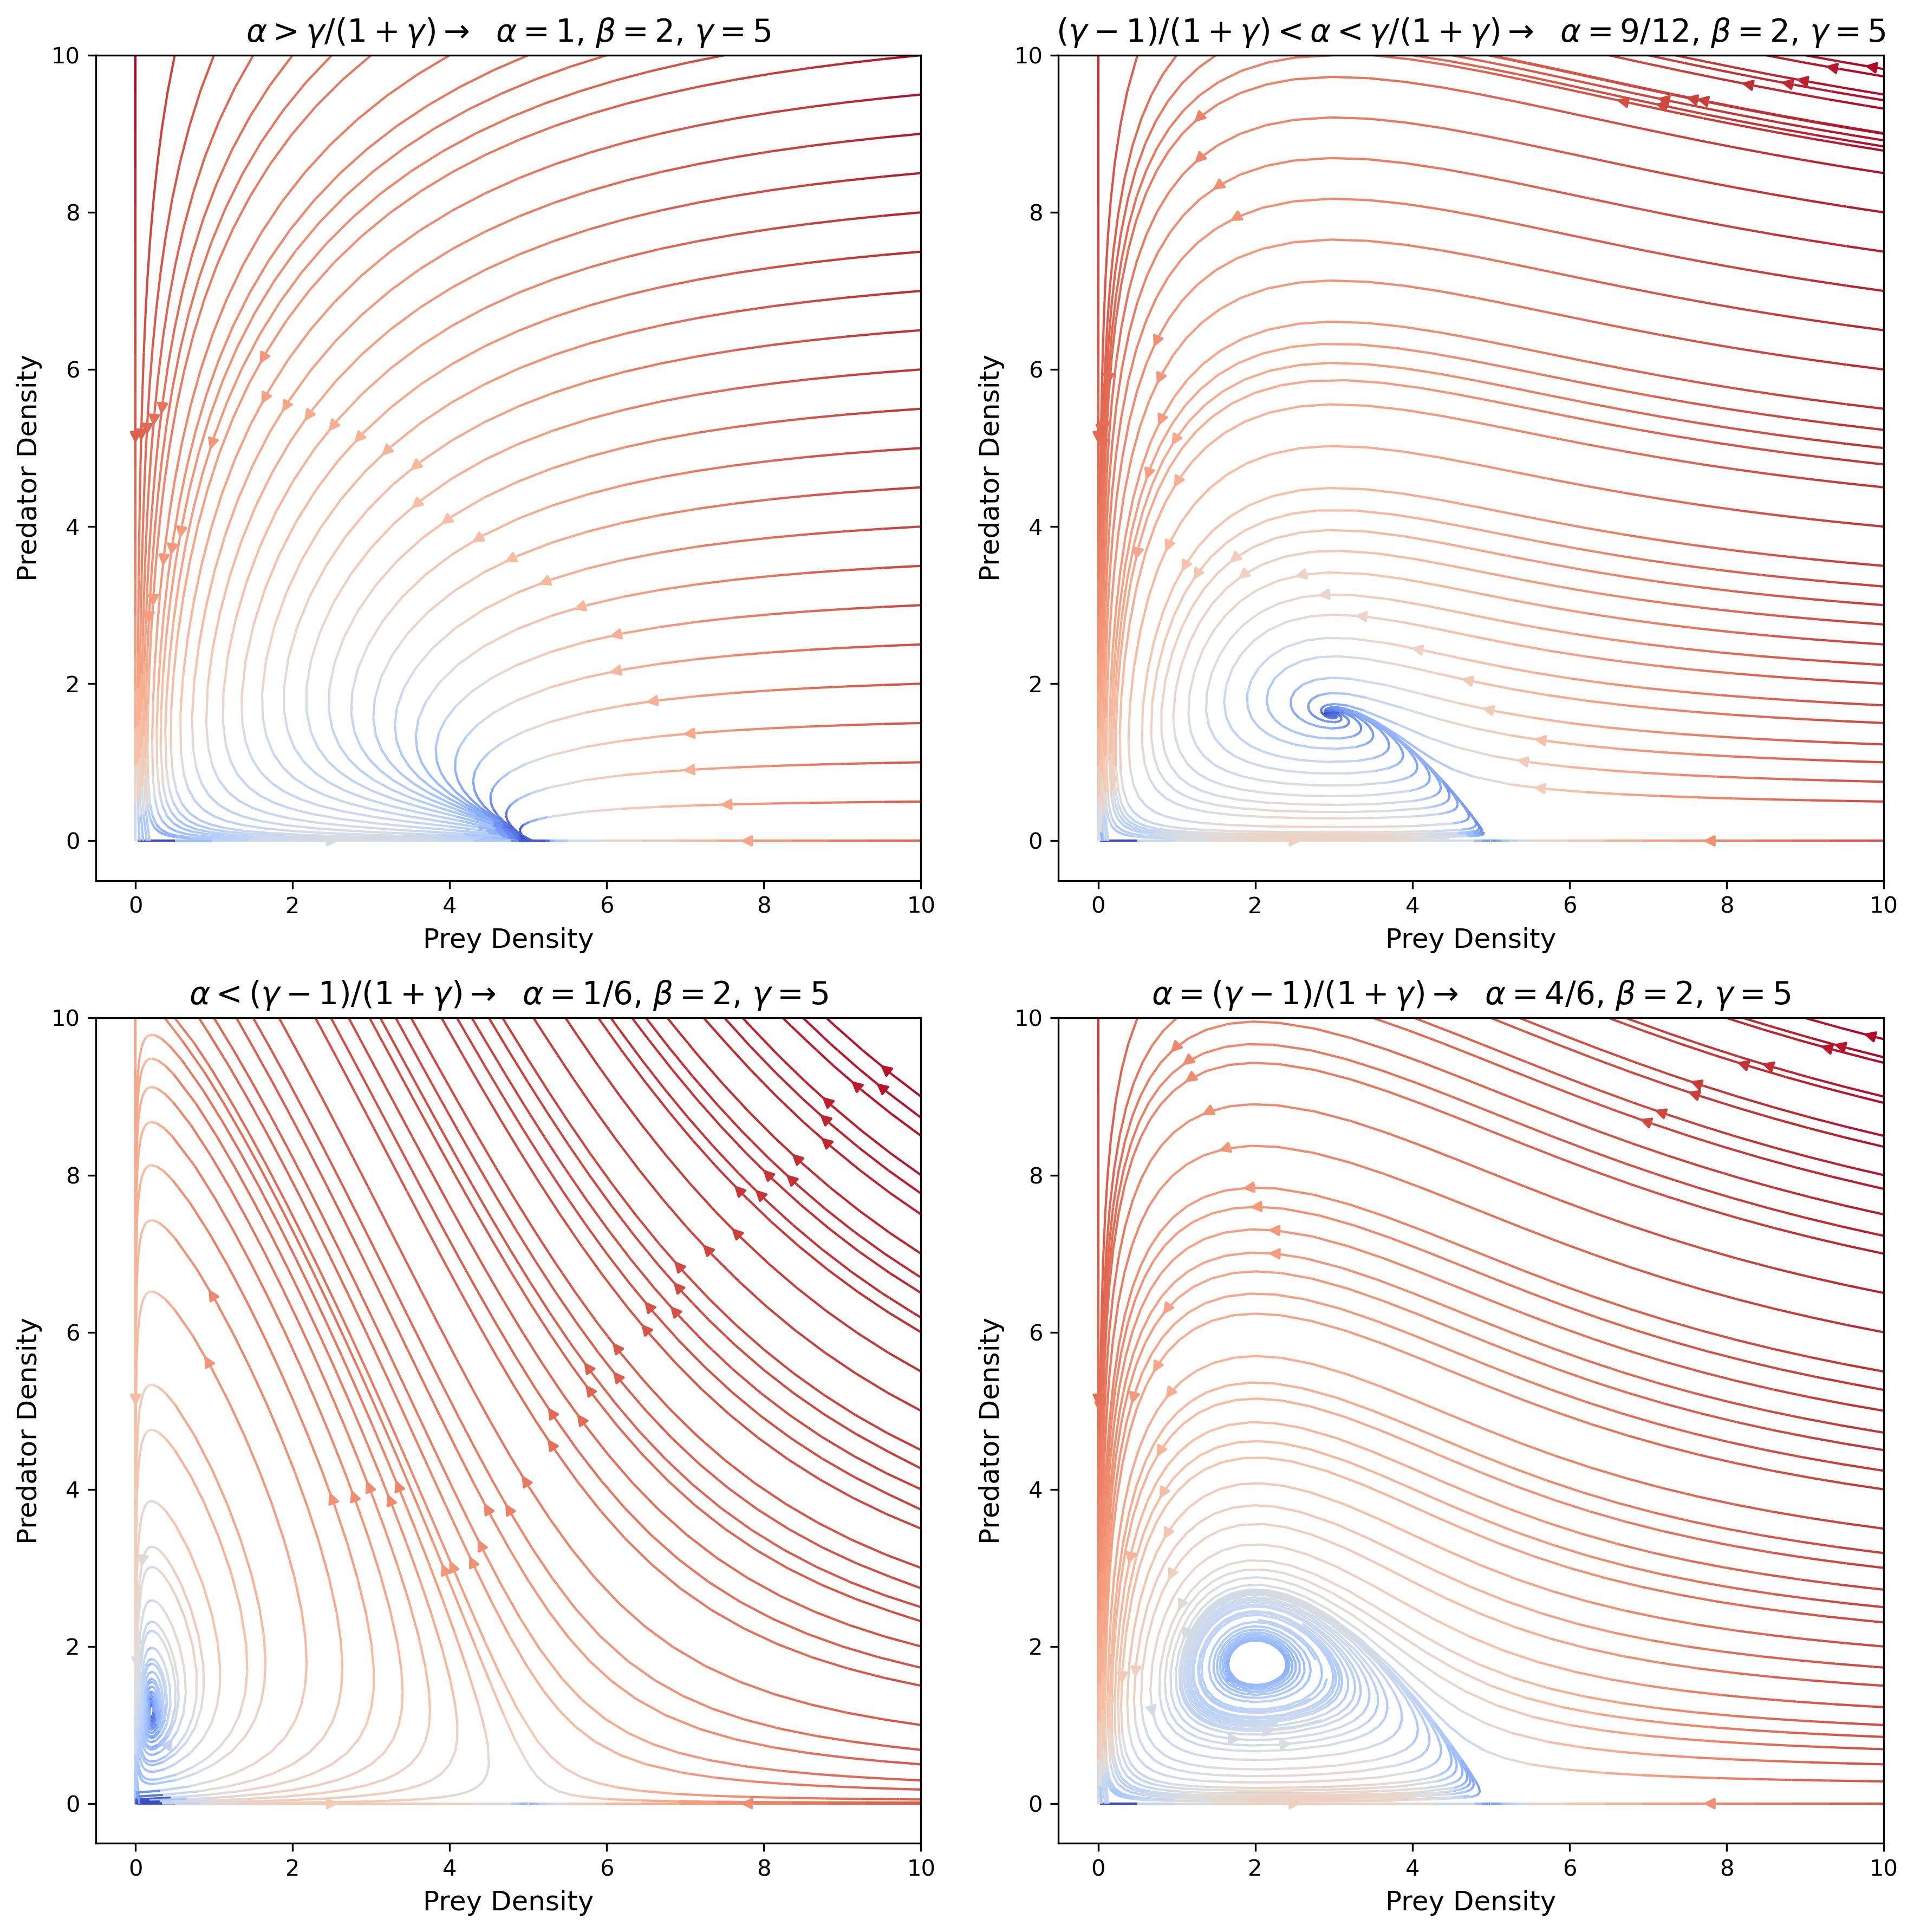 α > γ/(1 + γ) → α = 1, β = 2, γ = 5
10
8
6
4
2
0
Predator Density
0 2 4 6 8 10
Prey Density
(γ − 1)/(1 + γ) < α < γ/(1 + γ) → α = 9/12, β = 2, γ = 5
10
8
6
4
2
0
Predator Density
0 2 4 6 8 10
Prey Density
α < (γ − 1)/(1 + γ) → α = 1/6, β = 2, γ = 5
10
8
6
4
2
0
Predator Density
0 2 4 6 8 10
Prey Density
α = (γ − 1)/(1 + γ) → α = 4/6, β = 2, γ = 5
10
8
6
4
2
0
Predator Density
0 2 4 6 8 10
Prey Density